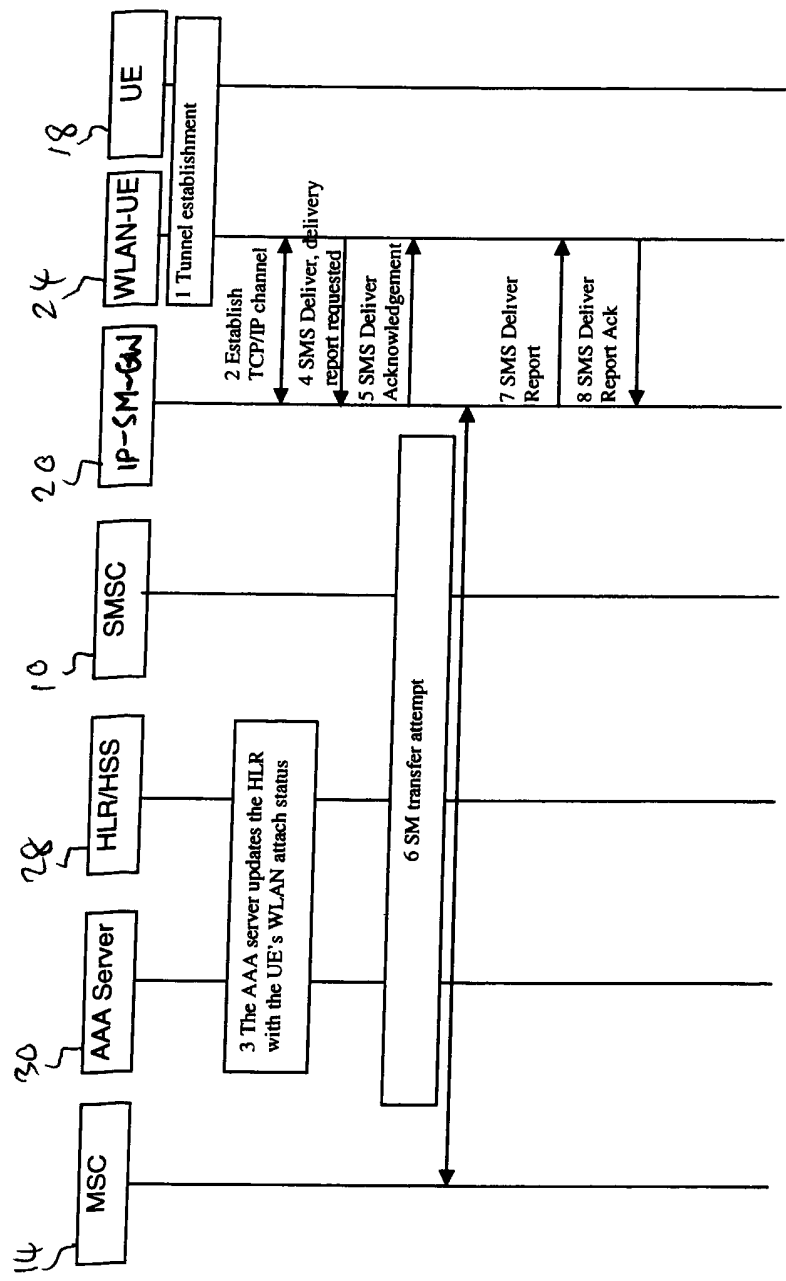 14
MSC
30
AAA Server
28
HLR/HSS
10
SMSC
20
IP-SM-GW
24
WLAN-UE
18
UE
1 Tunnel establishment
2 Establish
TCP/IP channel
3 The AAA server updates the HLR
with the UE's WLAN attach status
4 SMS Deliver, delivery
report requested
5 SMS Deliver
Acknowledgement
6 SM transfer attempt
7 SMS Deliver
Report
8 SMS Deliver
Report Ack